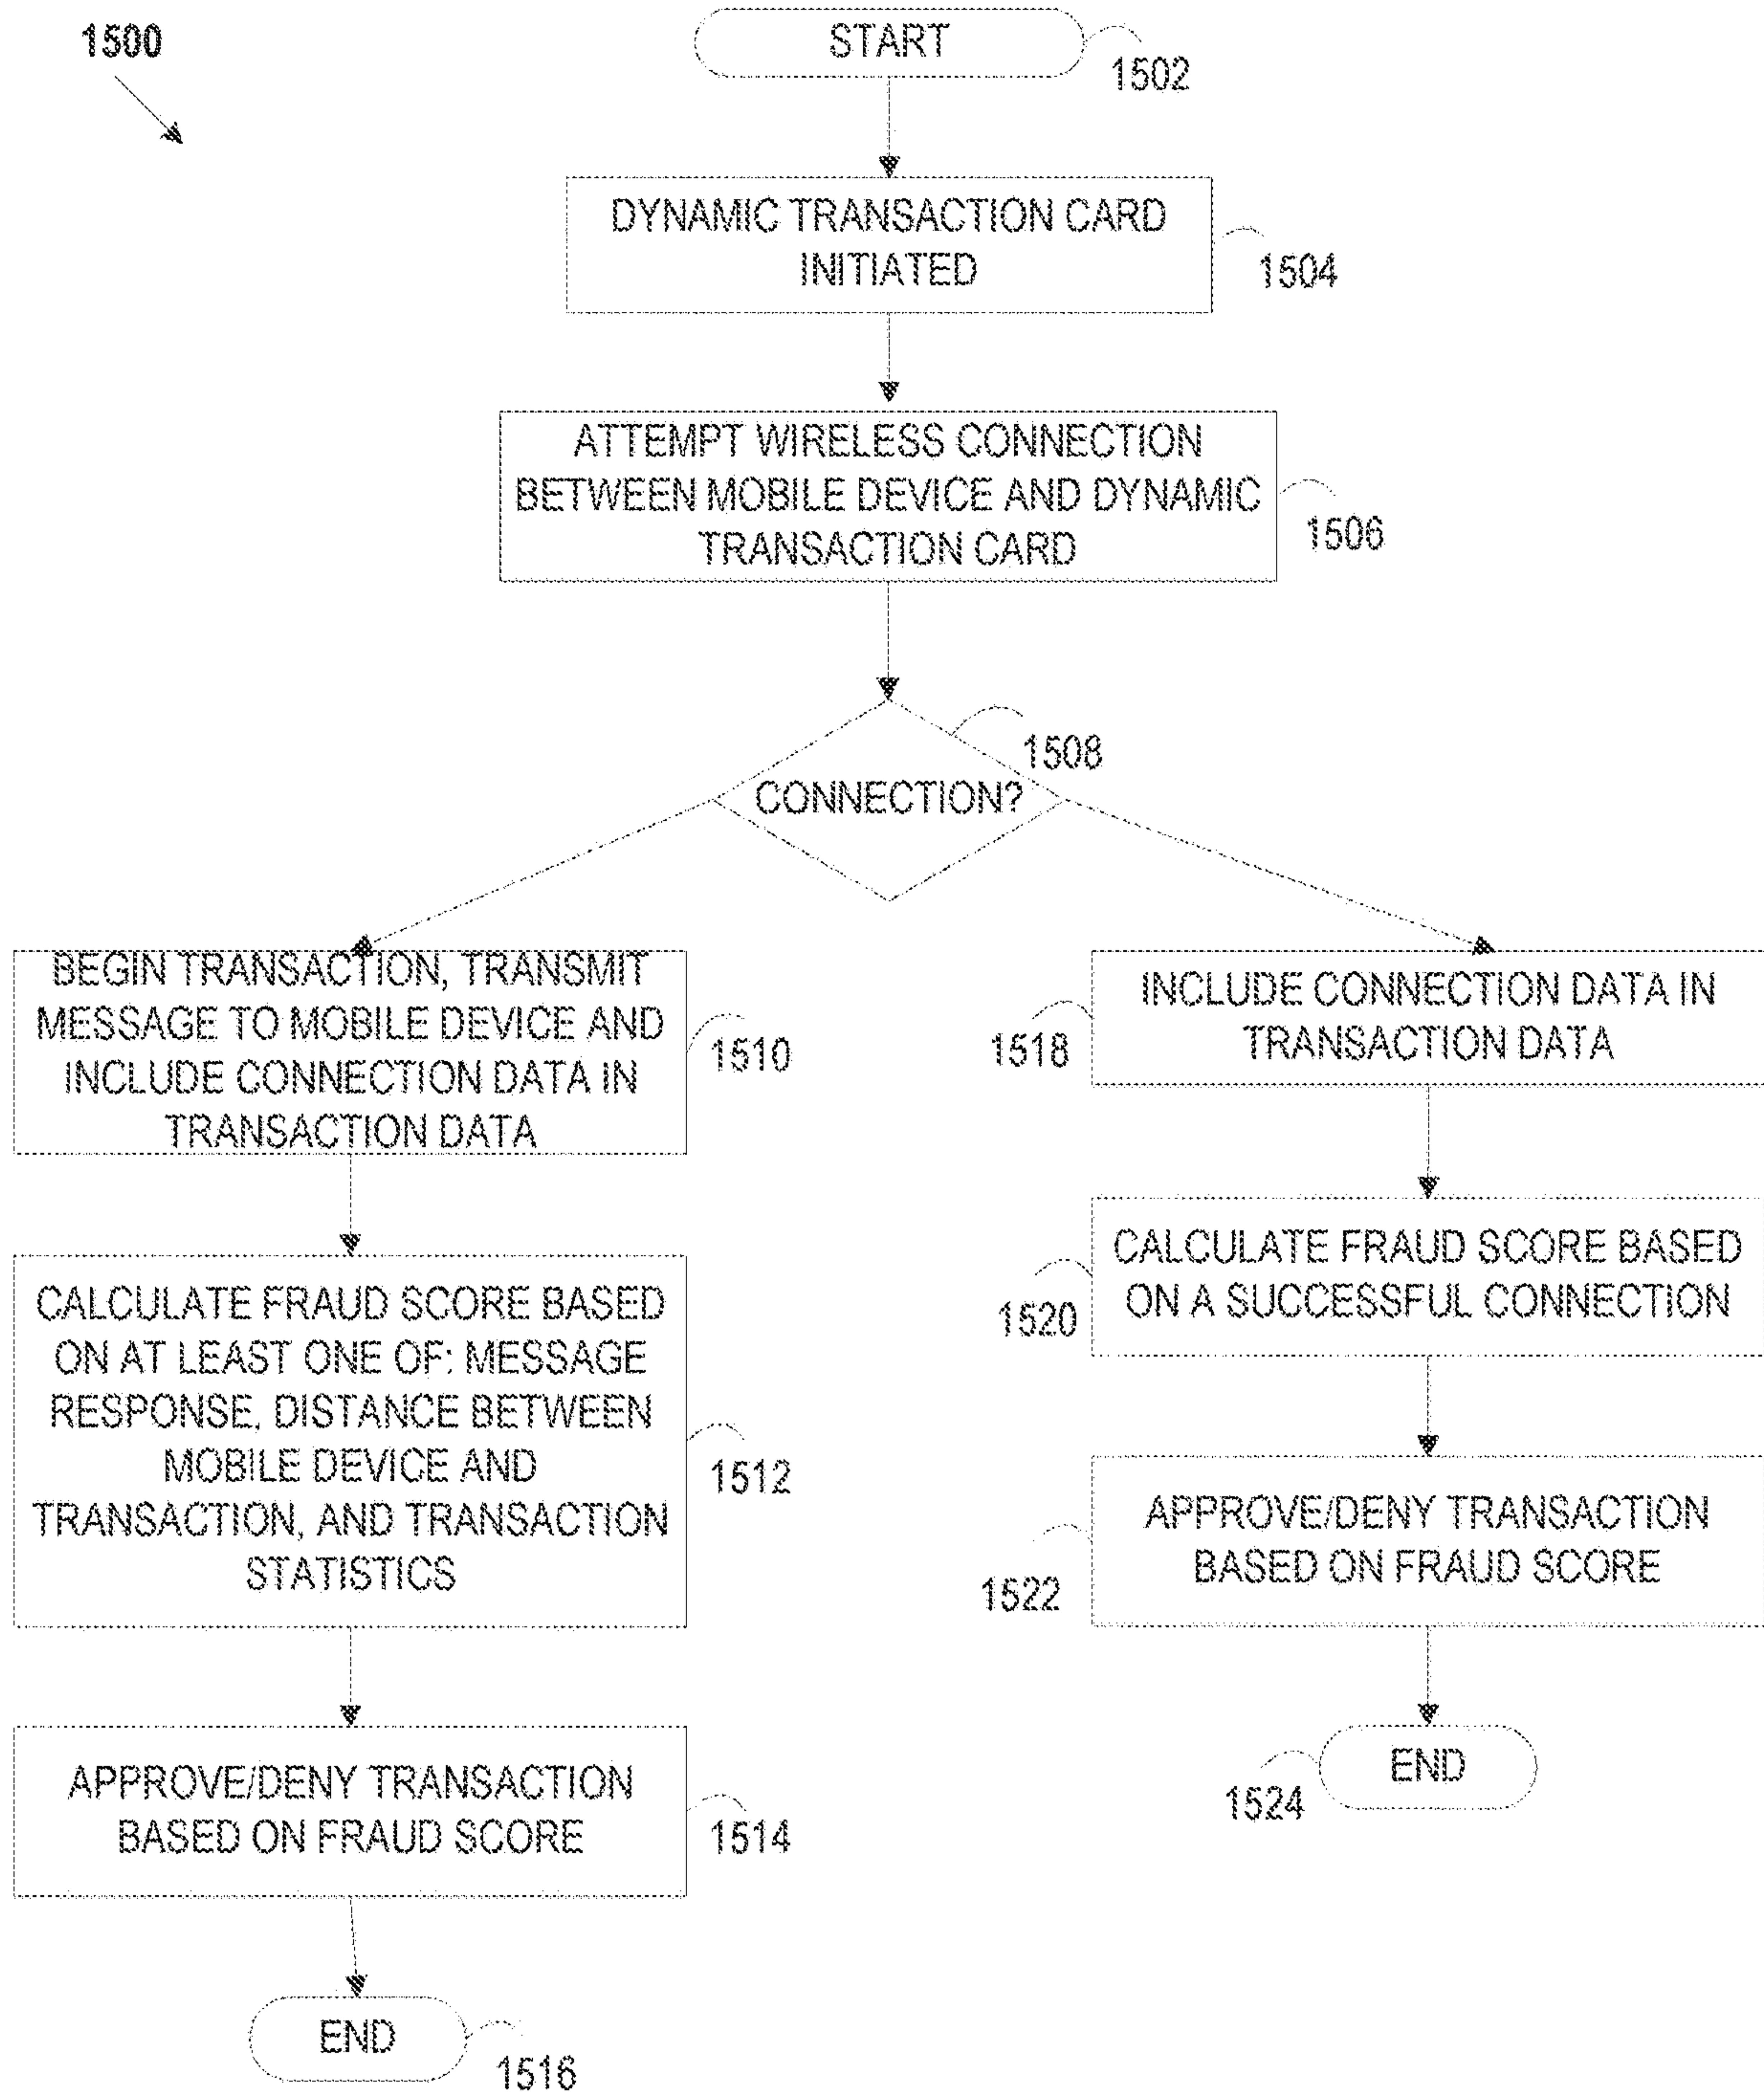 1500
START
1502
DYNAMIC TRANSACTION CARD
INITIATED
1504
ATTEMPT WIRELESS CONNECTION
BETWEEN MOBILE DEVICE AND DYNAMIC
TRANSACTION CARD
1506
1508
CONNECTION?
BEGIN TRANSACTION, TRANSMIT
MESSAGE TO MOBILE DEVICE AND
INCLUDE CONNECTION DATA IN
TRANSACTION DATA
1510
CALCULATE FRAUD SCORE BASED
ON AT LEAST ONE OF: MESSAGE
RESPONSE, DISTANCE BETWEEN
MOBILE DEVICE AND
TRANSACTION, AND TRANSACTION
STATISTICS
1512
APPROVE/DENY TRANSACTION
BASED ON FRAUD SCORE
1514
END
1516
INCLUDE CONNECTION DATA IN
TRANSACTION DATA
1518
CALCULATE FRAUD SCORE BASED
ON A SUCCESSFUL CONNECTION
1520
APPROVE/DENY TRANSACTION
BASED ON FRAUD SCORE
1522
END
1524